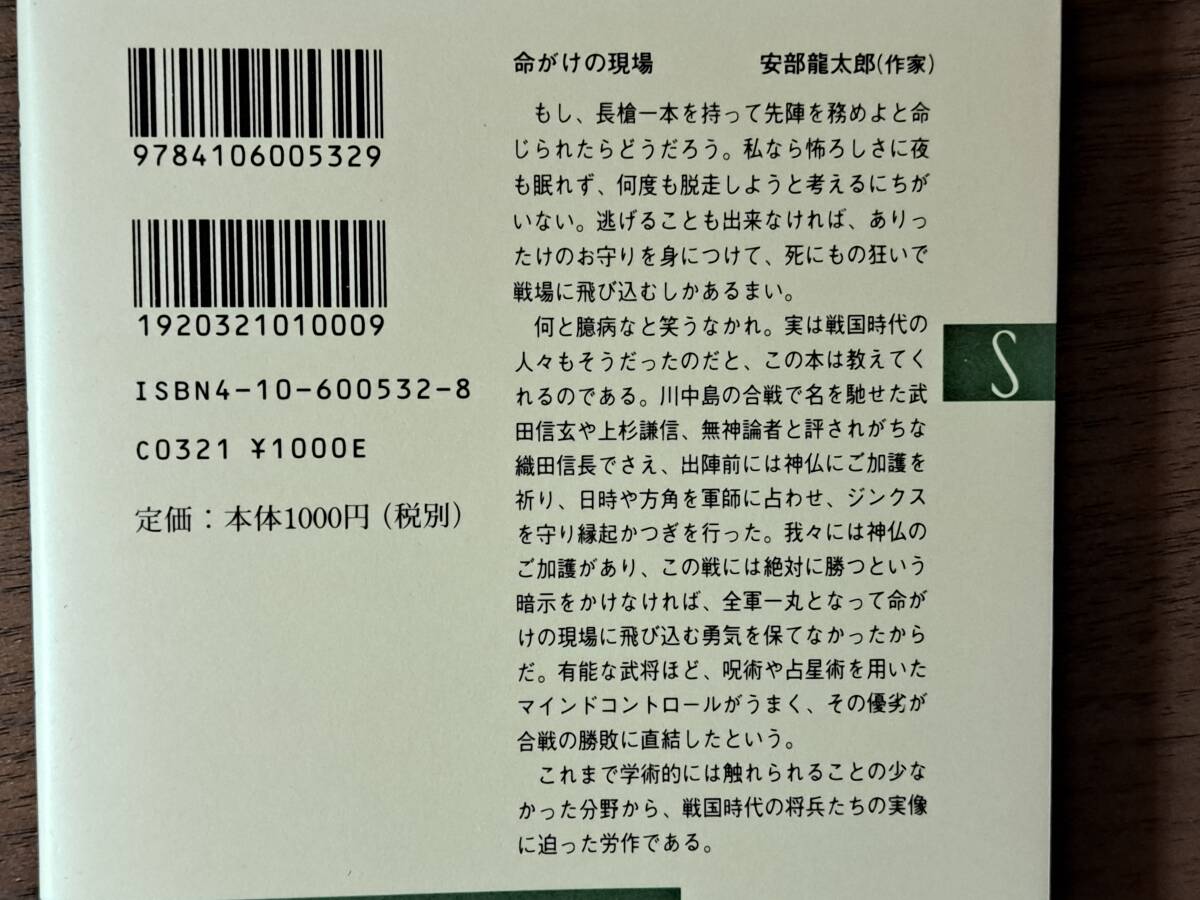 9784106005329
1920321010009
ISBN4-10-600532-8
C0321 ¥1000E
定価：本体1000円（税別）
命がけの現場　　　安部龍太郎(作家)
もし、長槍一本を持って先陣を務めよと命
じられたらどうだろう。私なら怖ろしさに夜
も眠れず、何度も脱走しようと考えるにちが
いない。逃げることも出来なければ、ありっ
たけのお守りを身につけて、死にもの狂いで
戦場に飛び込むしかあるまい。
何と臆病なと笑うなかれ。実は戦国時代の
人々もそうだったのだと、この本は教えてく
れるのである。川中島の合戦で名を馳せた武
田信玄や上杉謙信、無神論者と評されがちな
織田信長でさえ、出陣前には神仏にご加護を
祈り、日時や方角を軍師に占わせ、ジンクス
を守り縁起かつぎを行った。我々には神仏の
ご加護があり、この戦には絶対に勝つという
暗示をかけなければ、全軍一丸となって命が
けの現場に飛び込む勇気を保てなかったから
だ。有能な武将ほど、呪術や占星術を用いた
マインドコントロールがうまく、その優劣が
合戦の勝敗に直結したという。
これまで学術的には触れられることの少な
かった分野から、戦国時代の将兵たちの実像
に迫った労作である。
S